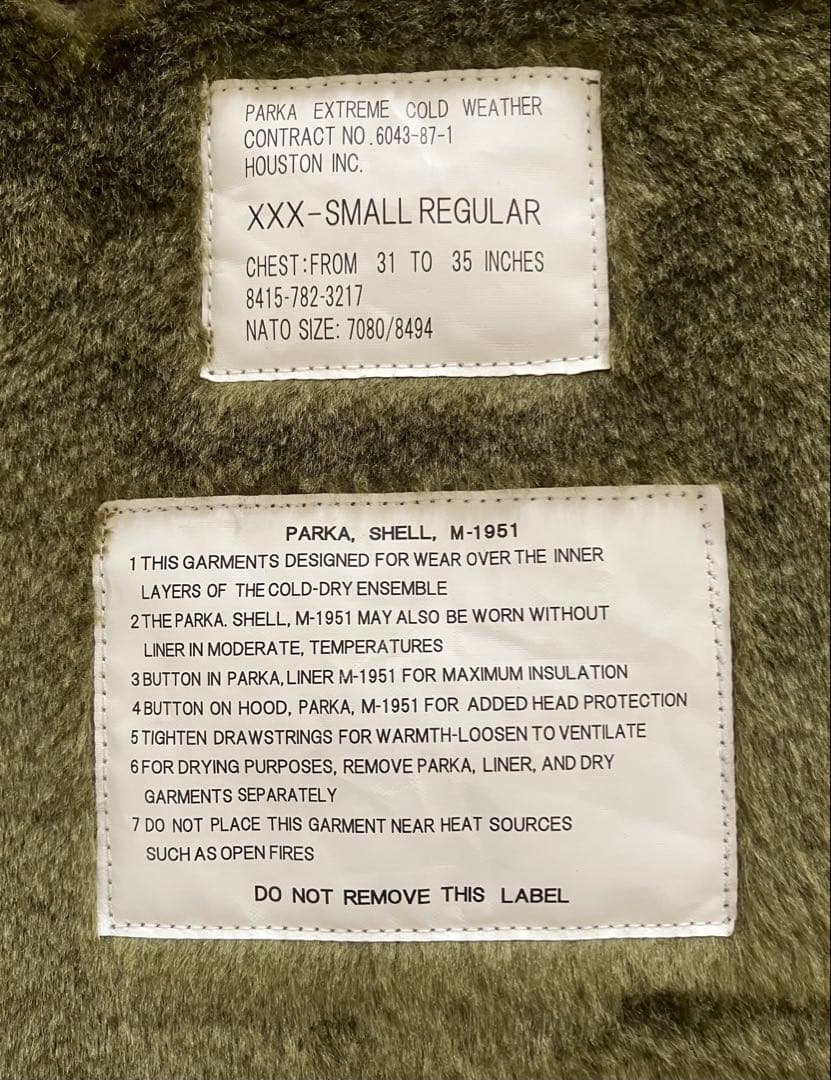 PARKA EXTREME COLD WEATHER
CONTRACT NO.6043-87-1
HOUSTON INC.
XXX-SMALL REGULAR
CHEST:FROM 31 TO 35 INCHES
8415-782-3217
NATO SIZE: 7080/8494
PARKA, SHELL, M-1951
1 THIS GARMENTS DESIGNED FOR WEAR OVER THE INNER
LAYERS OF THE COLD-DRY ENSEMBLE
2 THE PARKA. SHELL, M-1951 MAY ALSO BE WORN WITHOUT
LINER IN MODERATE, TEMPERATURES
3 BUTTON IN PARKA, LINER M-1951 FOR MAXIMUM INSULATION
4 BUTTON ON HOOD, PARKA, M-1951 FOR ADDED HEAD PROTECTION
5 TIGHTEN DRAWSTRINGS FOR WARMTH-LOOSEN TO VENTILATE
6 FOR DRYING PURPOSES, REMOVE PARKA, LINER, AND DRY
GARMENTS SEPARATELY
7 DO NOT PLACE THIS GARMENT NEAR HEAT SOURCES
SUCH AS OPEN FIRES
DO NOT REMOVE THIS LABEL